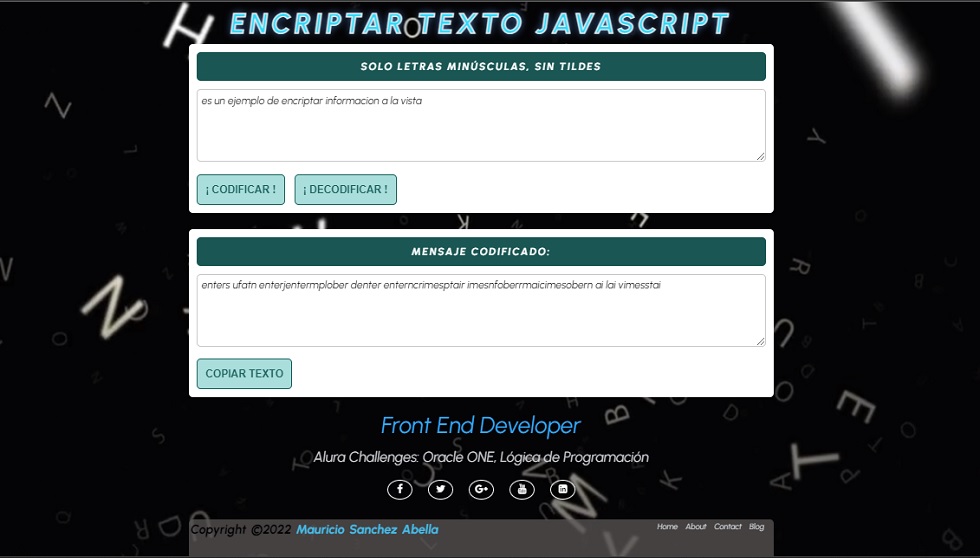 ENCRIPTAR TEXTO JAVASCRIPT
SOLO LETRAS MINÚSCULAS, SIN TILDES
es un ejemplo de encriptar informacion a la vista
¡ CODIFICAR ! ¡ DECODIFICAR !
MENSAJE CODIFICADO:
enters ufatn enterjentermplober denter enterncrimesptair imesnfoberrmaicimesobern ai lai vimesstai
COPIAR TEXTO
Front End Developer
Alura Challenges: Oracle ONE, Lógica de Programación
Copyright ©2022 Mauricio Sanchez Abella
Home About Contact Blog